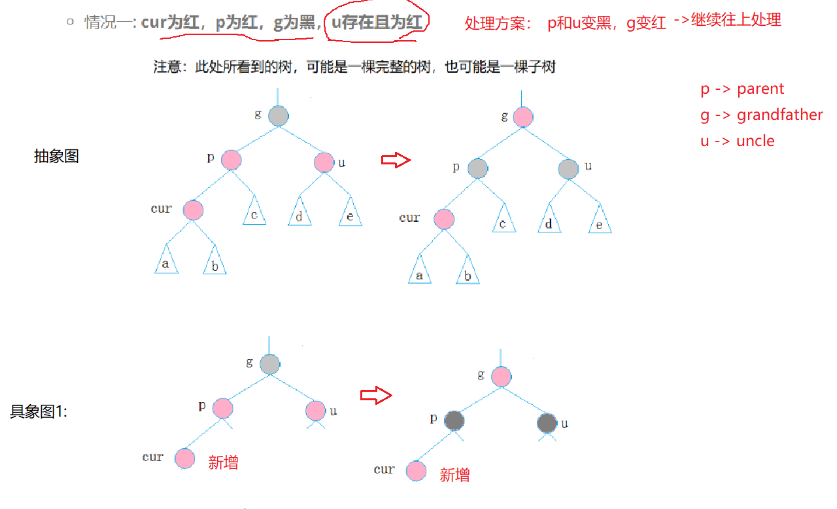 情况一: cur为红，p为红，g为黑，u存在且为红
处理方案： p和u变黑，g变红 ->继续往上处理
注意：此处所看到的树，可能是一棵完整的树，也可能是一棵子树
p -> parent
g -> grandfather
u -> uncle
抽象图
g
g
p
u
p
u
cur
c
d
e
cur
c
d
e
a
b
a
b
具象图1:
g
g
p
u
p
u
cur
新增
cur
新增